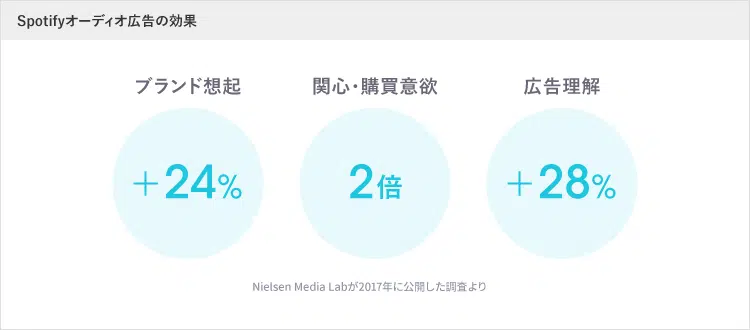 Spotifyオーディオ広告の効果
ブランド想起
関心・購買意欲
広告理解
+24%
2倍
+28%
Nielsen Media Labが2017年に公開した調査より